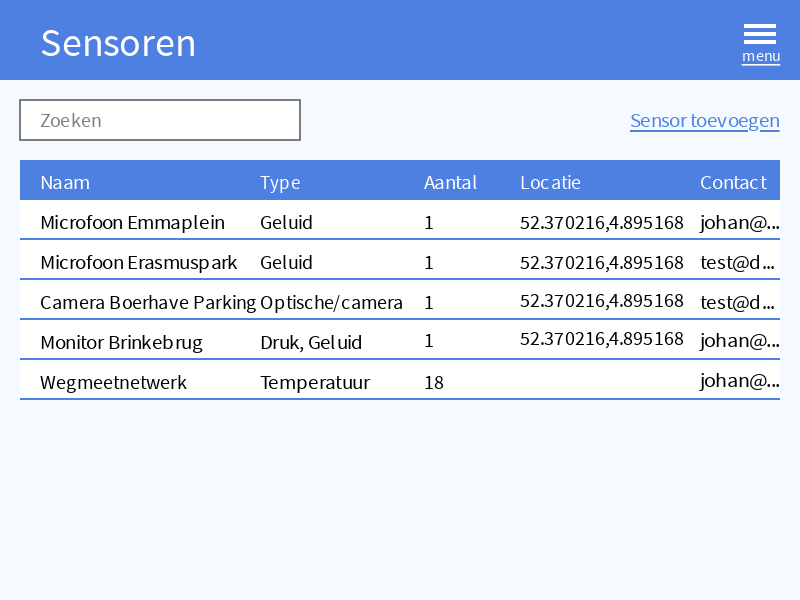 Sensoren
menu
Zoeken
Sensor toevoegen
Naam Type Aantal Locatie Contact
Microfoon Emmaplein Geluid 1 52.370216,4.895168 johan@...
Microfoon Erasmuspark Geluid 1 52.370216,4.895168 test@d...
Camera Boerhave Parking Optische/camera 1 52.370216,4.895168 test@d...
Monitor Brinkebrug Druk, Geluid 1 52.370216,4.895168 johan@...
Wegmeetnetwerk Temperatuur 18 johan@...